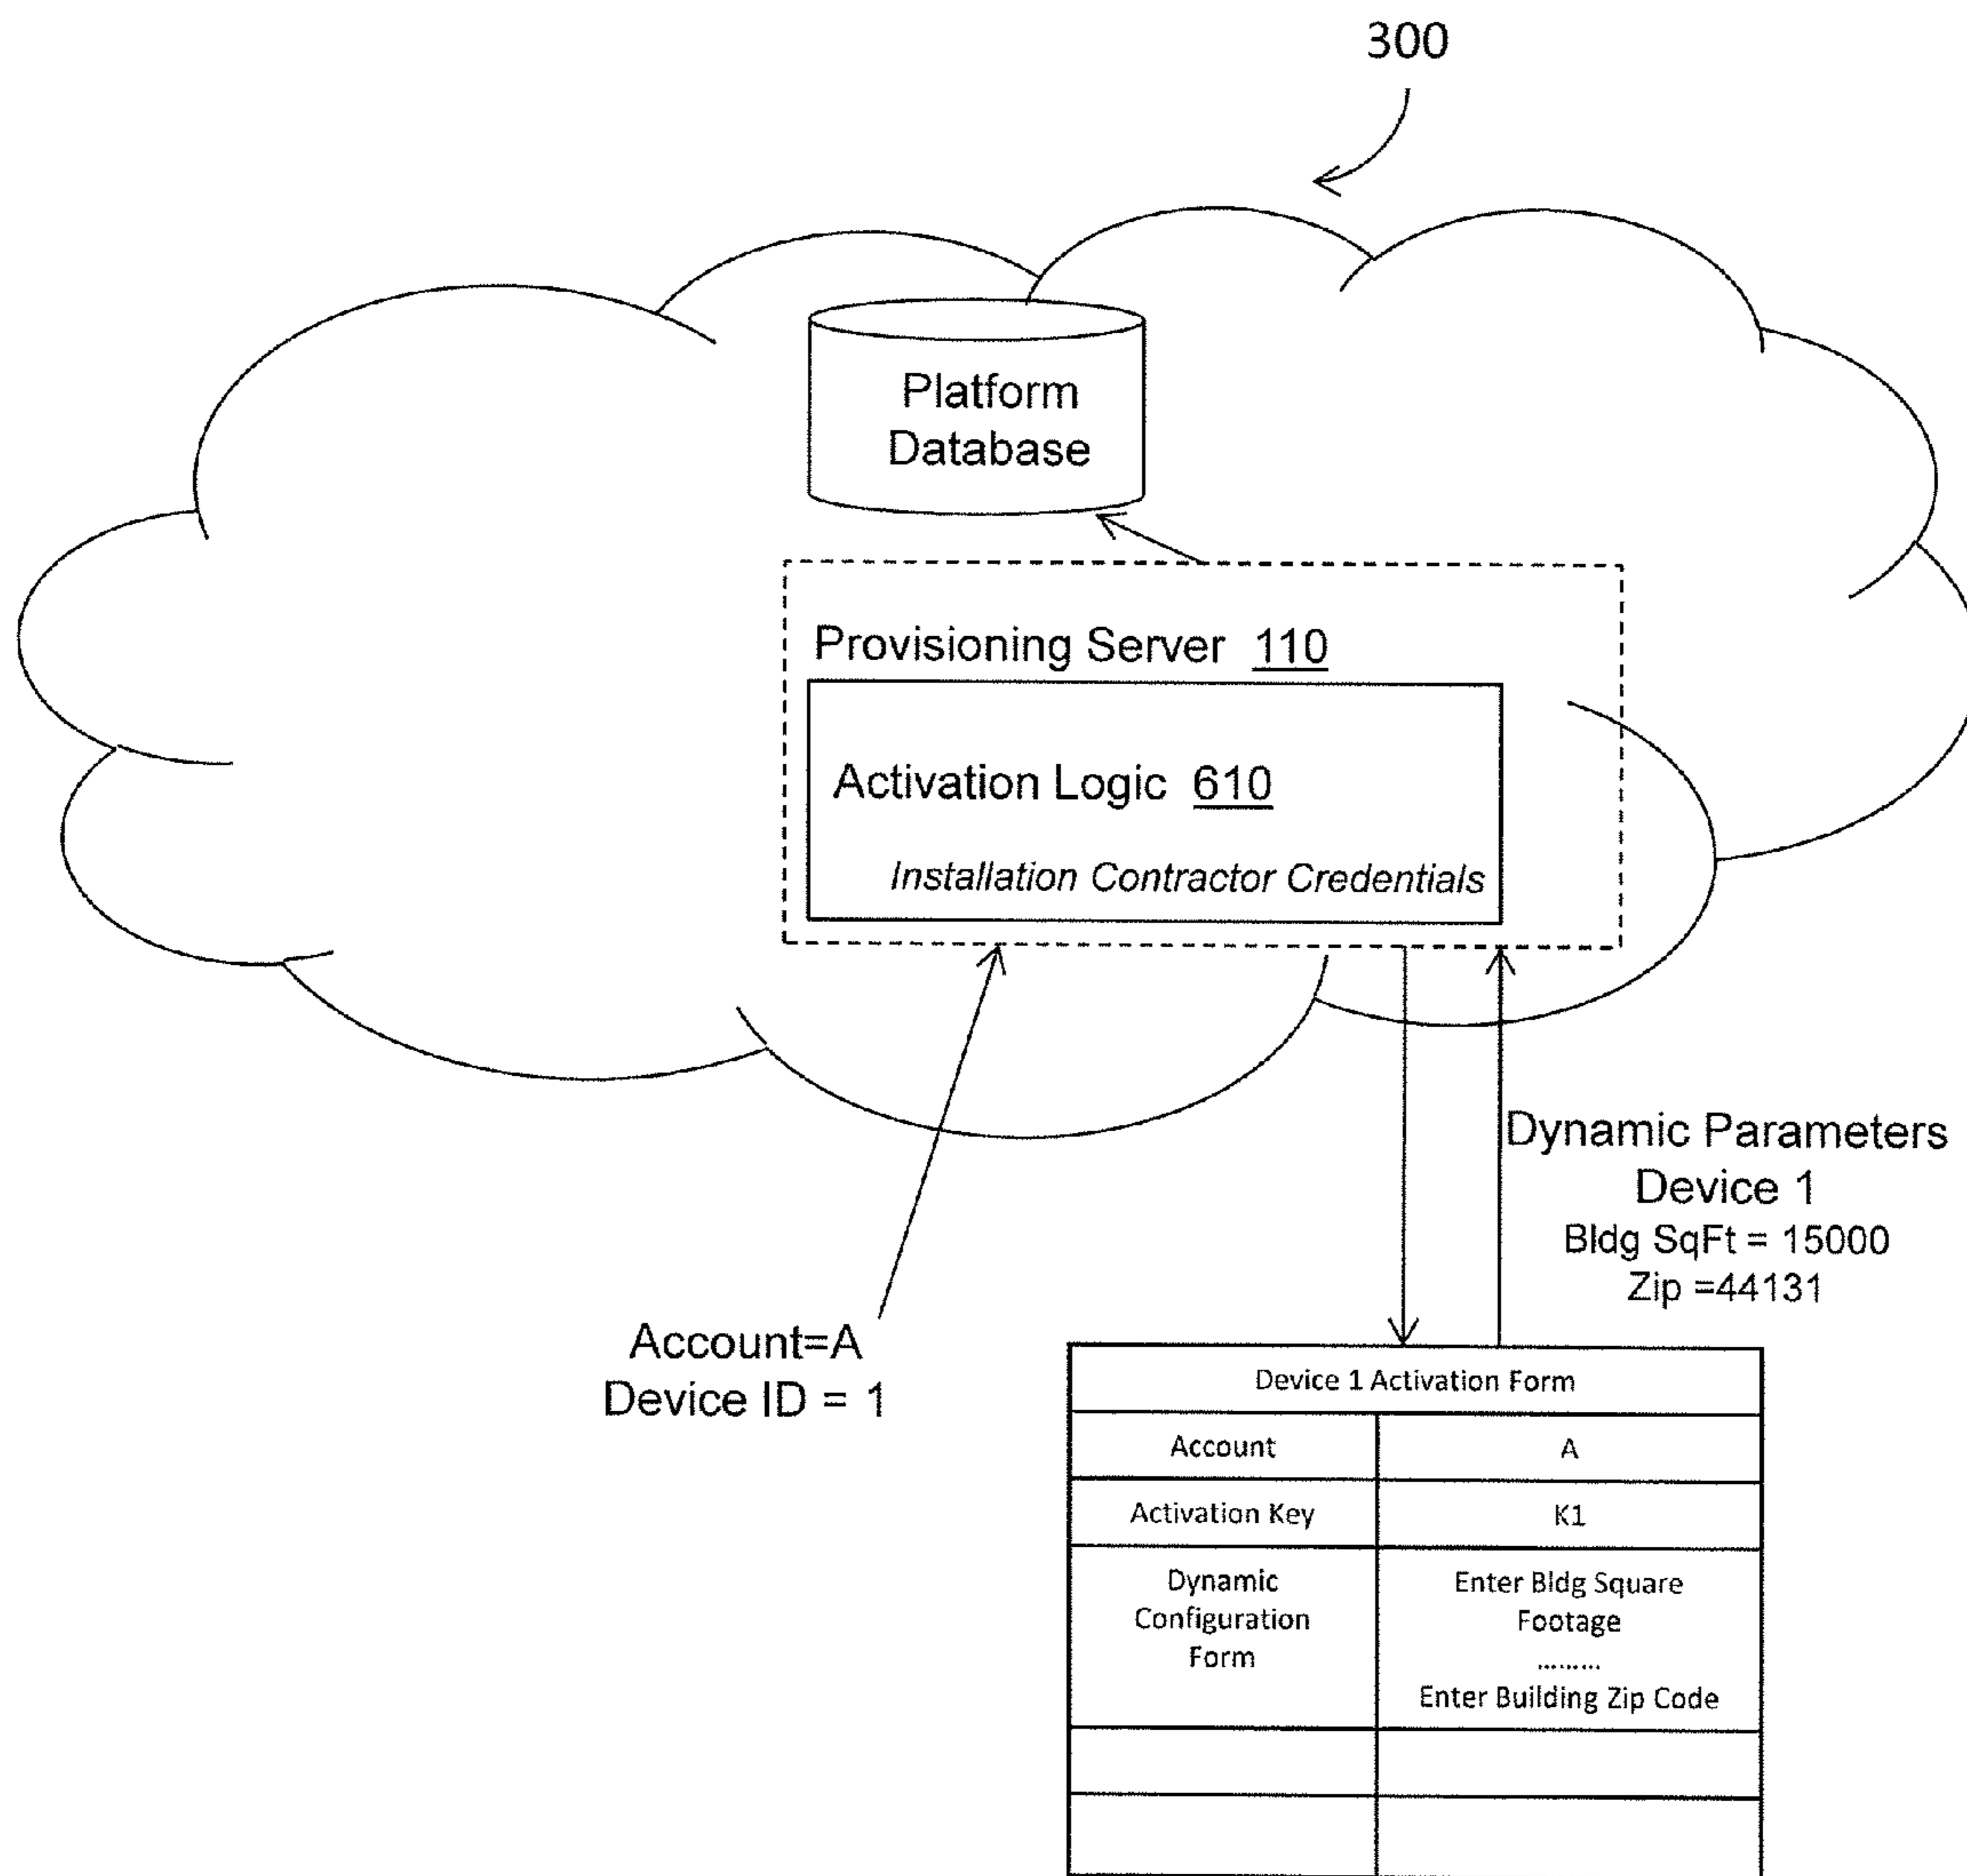 300
Platform
Database
Provisioning Server 110
Activation Logic 610
Installation Contractor Credentials
Dynamic Parameters
Device 1
Bldg SqFt = 15000
Zip =44131
Account=A
Device ID = 1
Device 1 Activation Form
Account A
Activation Key K1
Dynamic
Configuration
Form
Enter Bldg Square
Footage
.........
Enter Building Zip Code